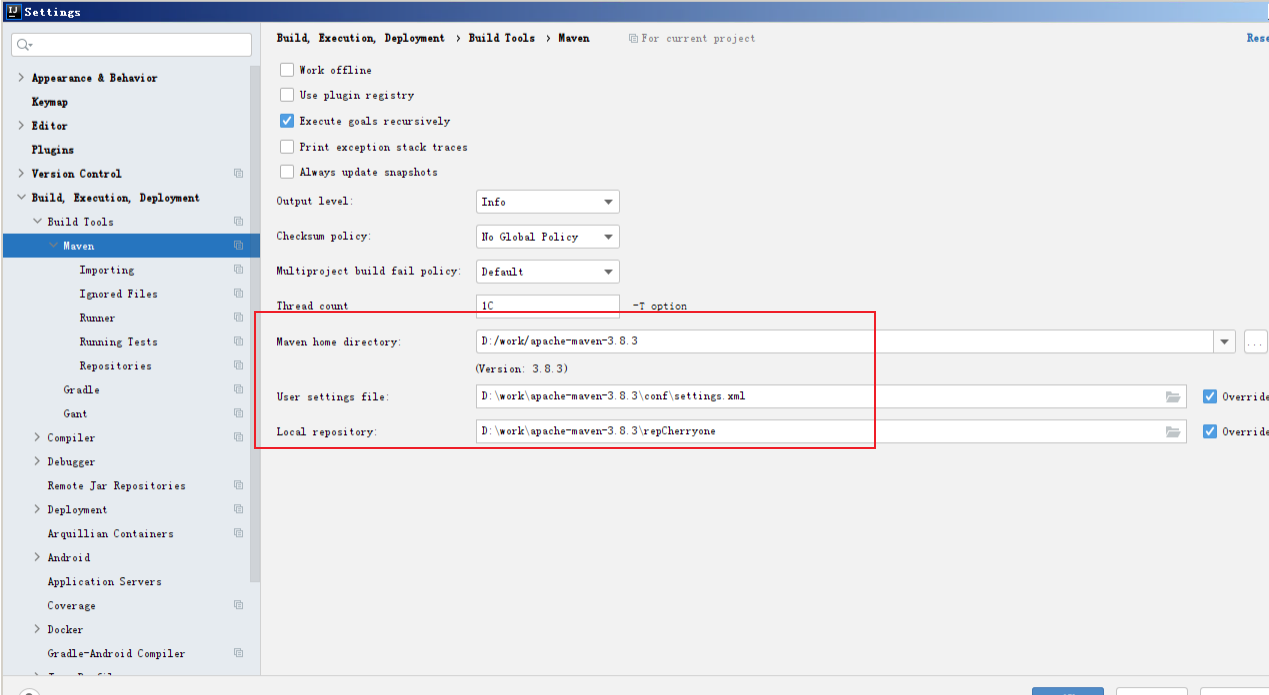 Settings
Build, Execution, Deployment > Build Tools > Maven For current project Rese
Appearance & Behavior
Keymap
Editor
Plugins
Version Control
Build, Execution, Deployment
Build Tools
Maven
Importing
Ignored Files
Runner
Running Tests
Repositories
Gradle
Gant
Compiler
Debugger
Remote Jar Repositories
Deployment
Arquillian Containers
Android
Application Servers
Coverage
Docker
Gradle-Android Compiler
Work offline
Use plugin registry
Execute goals recursively
Print exception stack traces
Always update snapshots
Output level: Info
Checksum policy: No Global Policy
Multiproject build fail policy: Default
Thread count 1C -T option
Maven home directory: D:/work/apache-maven-3.8.3 ...
(Version: 3.8.3)
User settings file: D:\work\apache-maven-3.8.3\conf\settings.xml Override
Local repository: D:\work\apache-maven-3.8.3\repCherryone Override